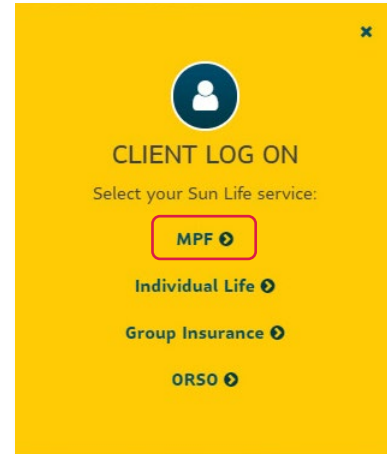 CLIENT LOG ON
Select your Sun Life service:
MPF
Individual Life
Group Insurance
ORSO